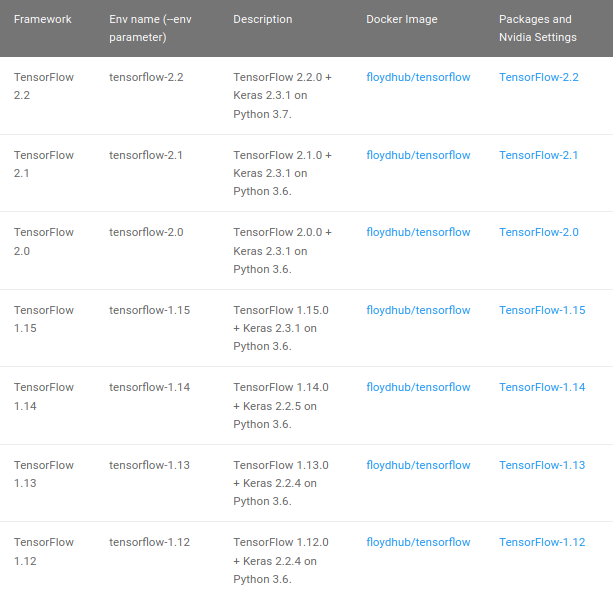 Framework Env name (--env Description Docker Image Packages and
parameter) Nvidia Settings
TensorFlow tensorflow-2.2 TensorFlow 2.2.0 + floydhub/tensorflow TensorFlow-2.2
2.2 Keras 2.3.1 on
Python 3.7.
TensorFlow tensorflow-2.1 TensorFlow 2.1.0 + floydhub/tensorflow TensorFlow-2.1
2.1 Keras 2.3.1 on
Python 3.6.
TensorFlow tensorflow-2.0 TensorFlow 2.0.0 + floydhub/tensorflow TensorFlow-2.0
2.0 Keras 2.3.1 on
Python 3.6.
TensorFlow tensorflow-1.15 TensorFlow 1.15.0 floydhub/tensorflow TensorFlow-1.15
1.15 + Keras 2.3.1 on
Python 3.6.
TensorFlow tensorflow-1.14 TensorFlow 1.14.0 floydhub/tensorflow TensorFlow-1.14
1.14 + Keras 2.2.5 on
Python 3.6.
TensorFlow tensorflow-1.13 TensorFlow 1.13.0 floydhub/tensorflow TensorFlow-1.13
1.13 + Keras 2.2.4 on
Python 3.6.
TensorFlow tensorflow-1.12 TensorFlow 1.12.0 floydhub/tensorflow TensorFlow-1.12
1.12 + Keras 2.2.4 on
Python 3.6.